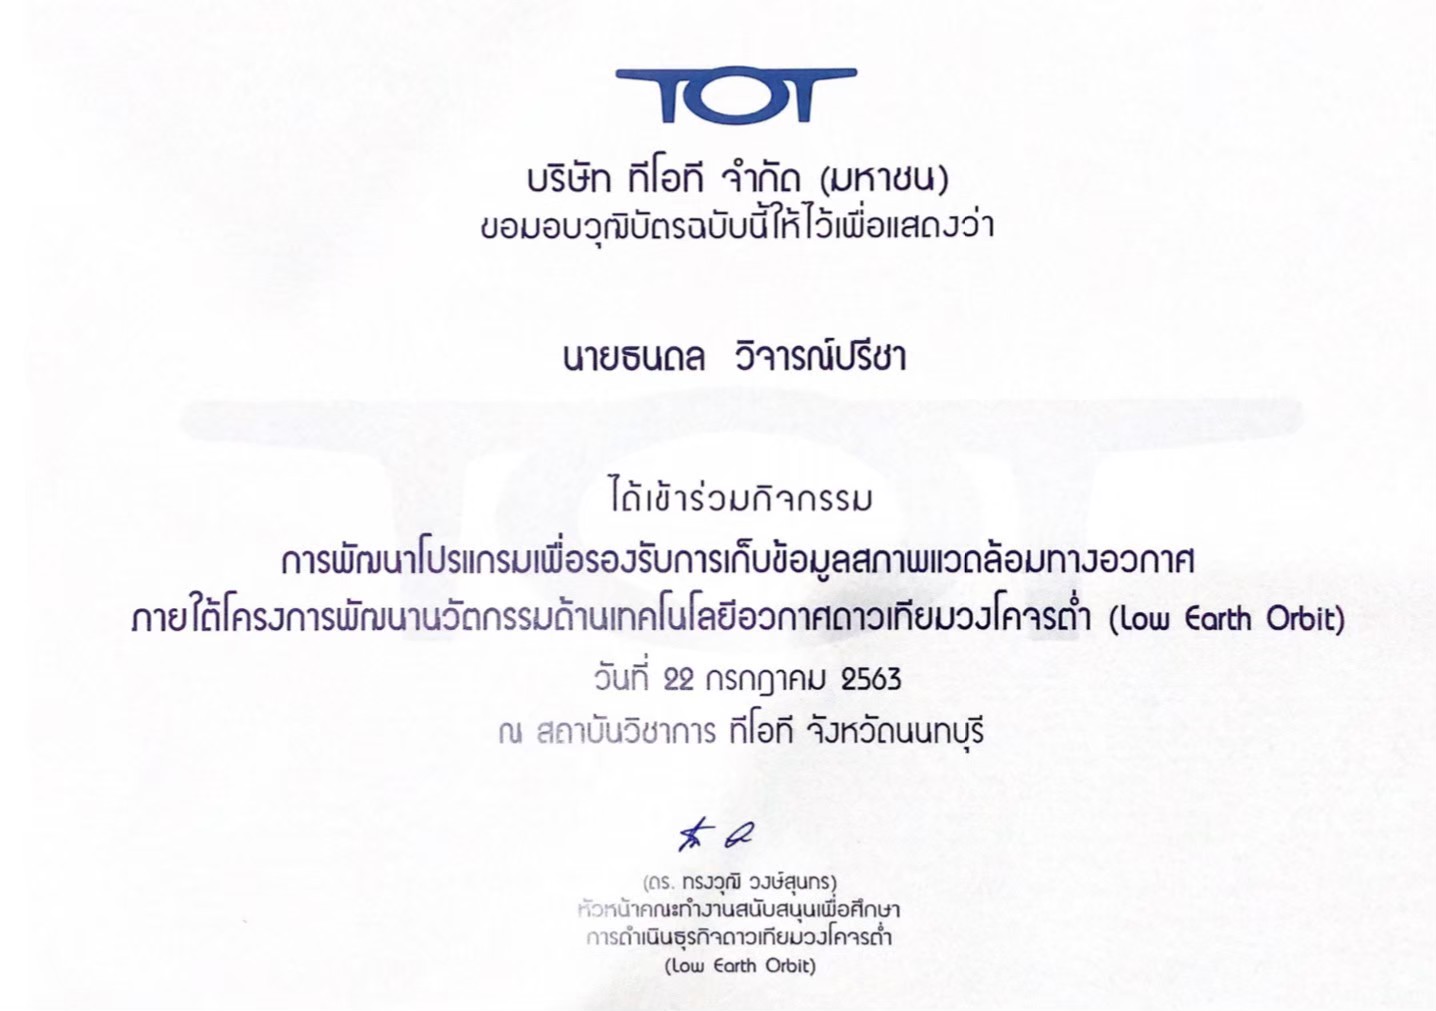 TOT
บริษัท ทีโอที จำกัด (มหาชน)
ขอมอบวุฒิบัตรฉบับนี้ให้ไว้เพื่อแสดงว่า
นายธนดล วิจารณ์ปรีชา
ได้เข้าร่วมกิจกรรม
การพัฒนาโปรแกรมเพื่อรองรับการเก็บข้อมูลสภาพแวดล้อมทางอวกาศ
ภายใต้โครงการพัฒนานวัตกรรมด้านเทคโนโลยีอวกาศดาวเทียมวงโคจรต่ำ (Low Earth Orbit)
วันที่ 22 กรกฎาคม 2563
ณ สถาบันวิชาการ ทีโอที จังหวัดนนทบุรี
(ดร. ทรงวุฒิ วงษ์สุนทร)
หัวหน้าคณะทำงานสนับสนุนเพื่อศึกษา
การดำเนินธุรกิจดาวเทียมวงโคจรต่ำ
(Low Earth Orbit)